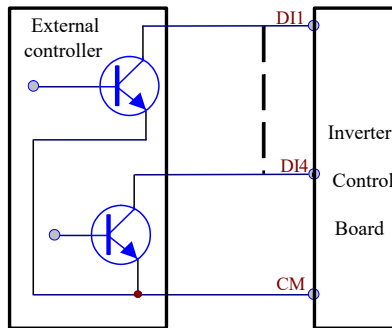 External
controller
DI1
Inverter
DI4
Control
Board
CM